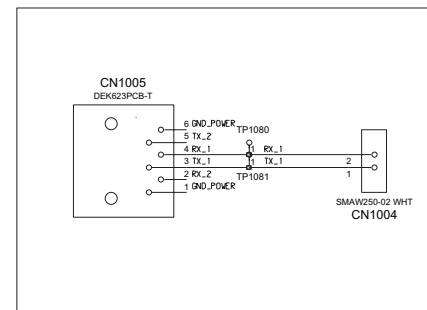 CN1005
DEK623PCB-T
6 GND_POWER
5 TX_2
TP1080
4 RX_1 1 RX_1
3 TX_1 1 TX_1 2
TP1081
2 RX_2 1
1 GND_POWER
SMAW250-02 WHT
CN1004